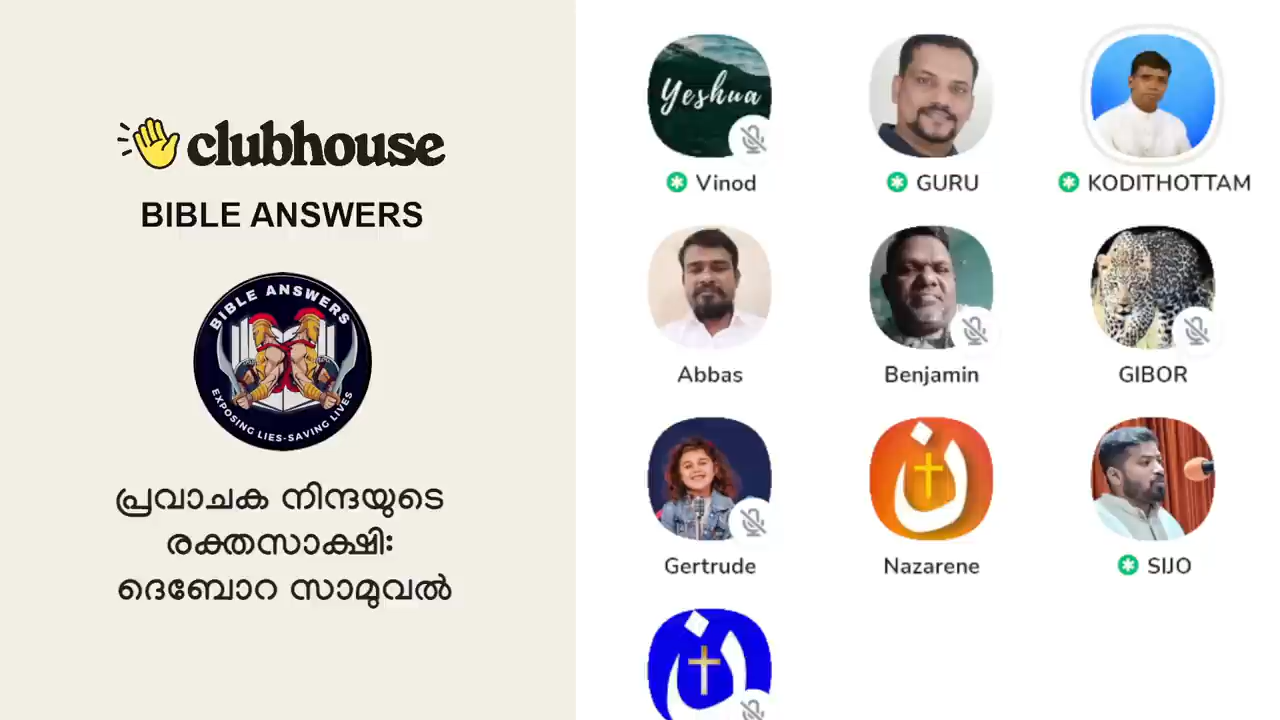 clubhouse
BIBLE ANSWERS
BIBLE ANSWERS
EXPOSING LIES-SAVING LIVES
പ്രവാചക നിന്ദയുടെ
രക്തസാക്ഷി:
ദെബോറ സാമുവൽ
Yeshua
Vinod
GURU
KODITHOTTAM
Abbas
Benjamin
GIBOR
Gertrude
Nazarene
SIJO
ن
ن